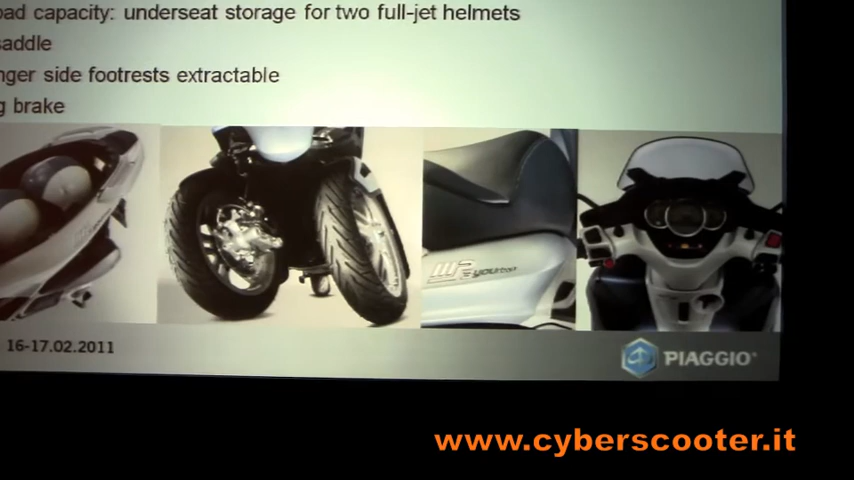 oad capacity: underseat storage for two full-jet helmets
saddle
nger side footrests extractable
g brake
yourban
16-17.02.2011
PIAGGIO
www.cyberscooter.it